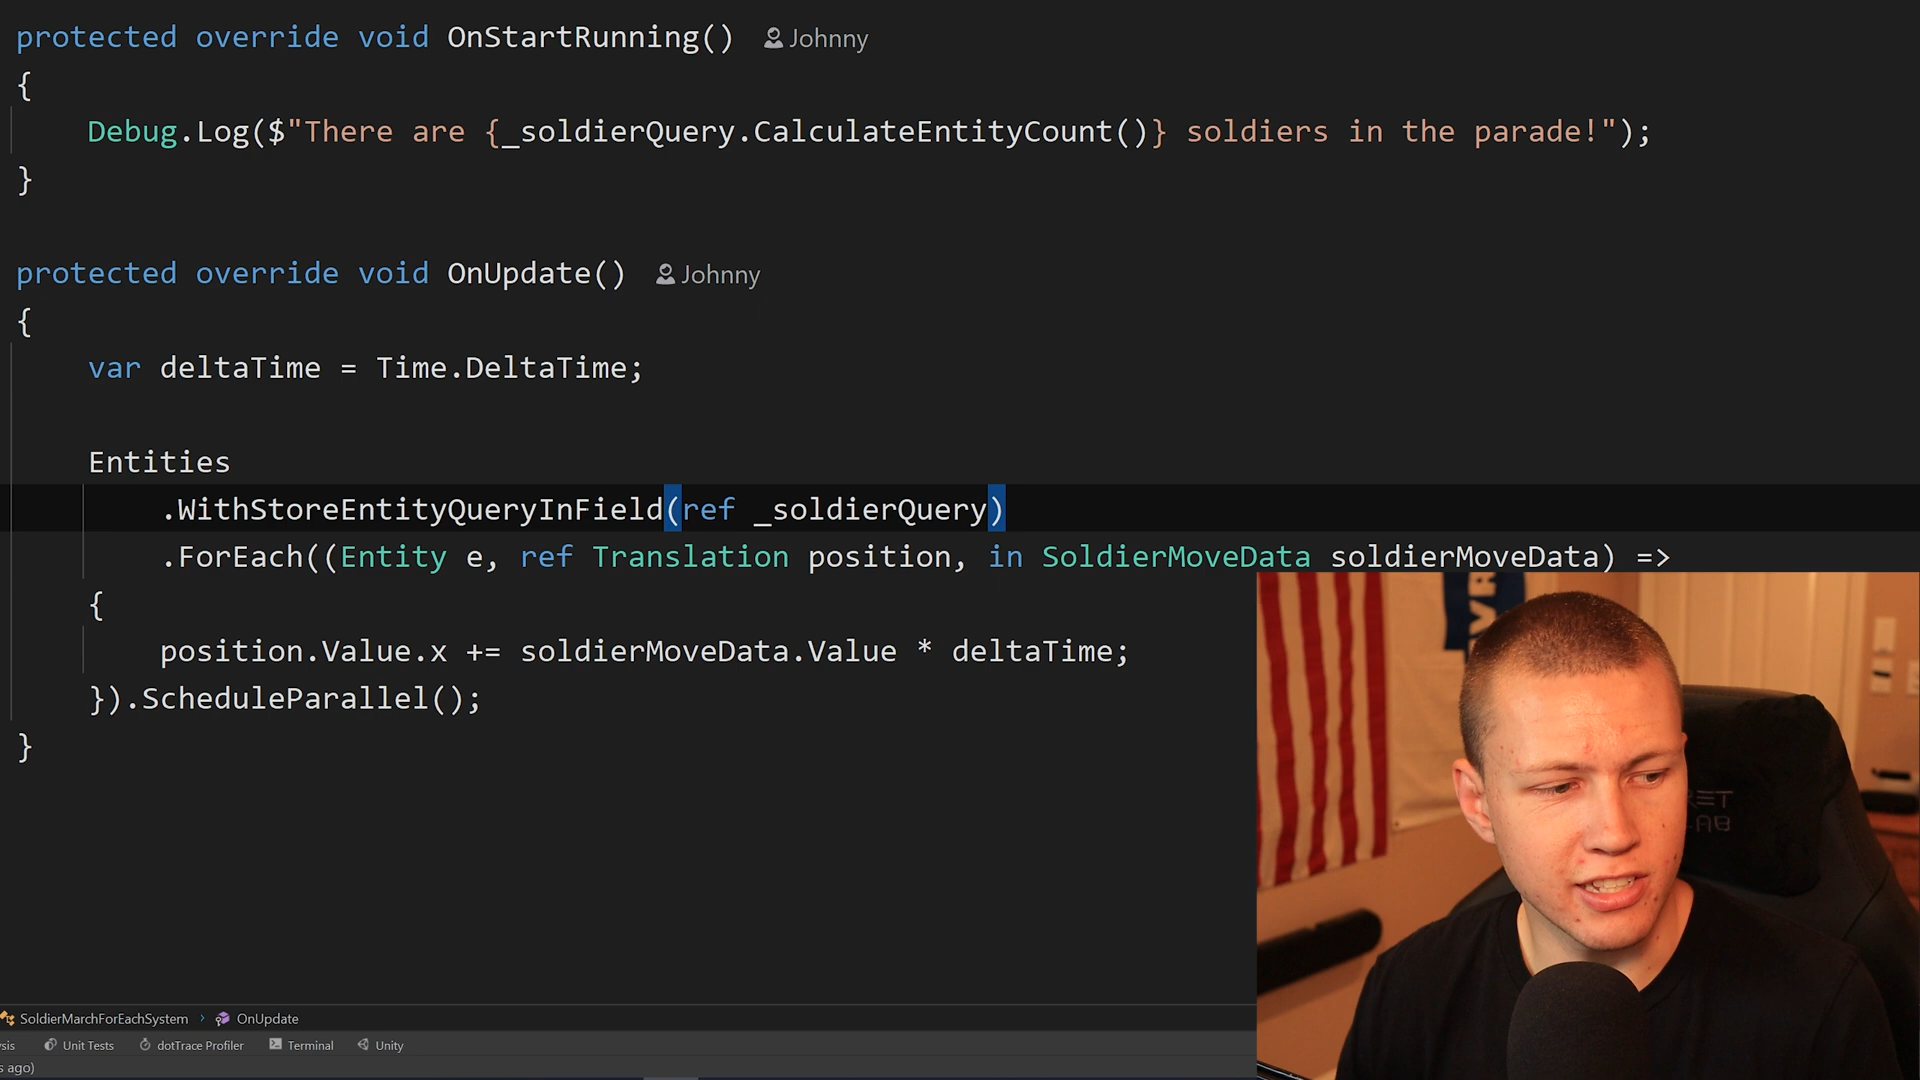 protected override void OnStartRunning() Johnny
{
Debug.Log($"There are {_soldierQuery.CalculateEntityCount()} soldiers in the parade!");
}
protected override void OnUpdate() Johnny
{
var deltaTime = Time.DeltaTime;
Entities
.WithStoreEntityQueryInField(ref _soldierQuery)
.ForEach((Entity e, ref Translation position, in SoldierMoveData soldierMoveData) =>
{
position.Value.x += soldierMoveData.Value * deltaTime;
}).ScheduleParallel();
}
SoldierMarchForEachSystem › OnUpdate
sis Unit Tests dotTrace Profiler Terminal Unity
s ago)